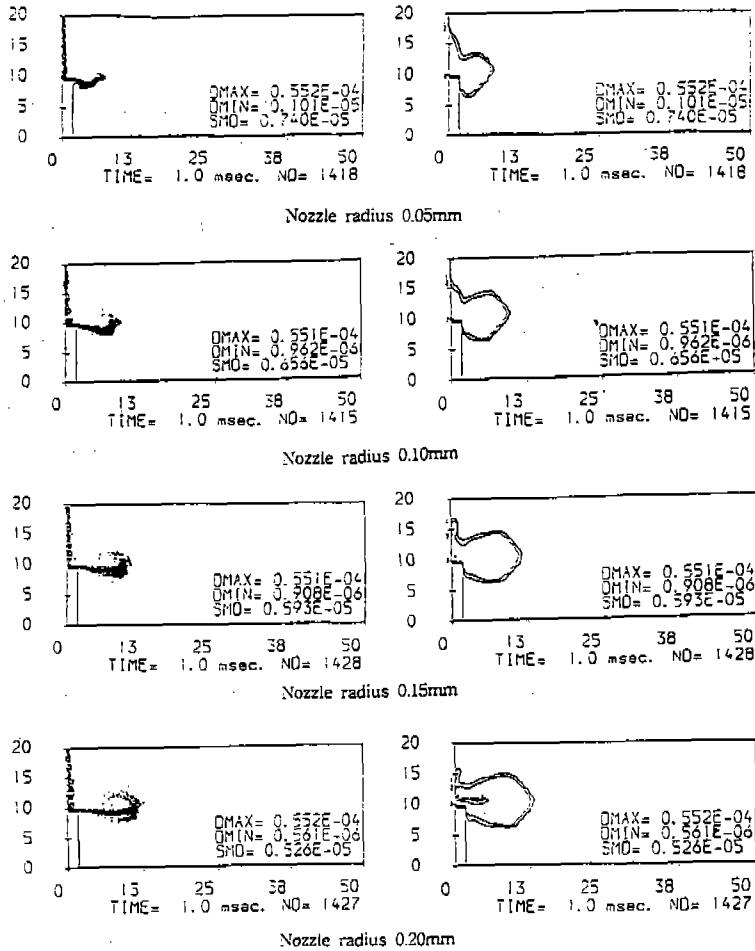 20
15
10
5
0
DMAX= 0.552E-04
DMIN= 0.101E-05
SMD= 0.740E-05
0 13 25 38 50
TIME= 1.0 msec. NO= 1418
20
15
10
5
0
DMAX= 0.552E-04
DMIN= 0.101E-05
SMD= 0.740E-05
0 13 25 38 50
TIME= 1.0 msec. NO= 1418
Nozzle radius 0.05mm
20
15
10
5
0
DMAX= 0.551E-04
DMIN= 0.962E-06
SMD= 0.656E-05
0 13 25 38 50
TIME= 1.0 msec. NO= 1415
20
15
10
5
0
DMAX= 0.551E-04
DMIN= 0.962E-06
SMD= 0.656E-05
0 13 25 38 50
TIME= 1.0 msec. NO= 1415
Nozzle radius 0.10mm
20
15
10
5
0
DMAX= 0.551E-04
DMIN= 0.908E-06
SMD= 0.593E-05
0 13 25 38 50
TIME= 1.0 msec. NO= 1428
20
15
10
5
0
DMAX= 0.551E-04
DMIN= 0.908E-06
SMD= 0.593E-05
0 13 25 38 50
TIME= 1.0 msec. NO= 1428
Nozzle radius 0.15mm
20
15
10
5
0
DMAX= 0.552E-04
DMIN= 0.561E-06
SMD= 0.526E-05
0 13 25 38 50
TIME= 1.0 msec. NO= 1427
20
15
10
5
0
DMAX= 0.552E-04
DMIN= 0.561E-06
SMD= 0.526E-05
0 13 25 38 50
TIME= 1.0 msec. NO= 1427
Nozzle radius 0.20mm